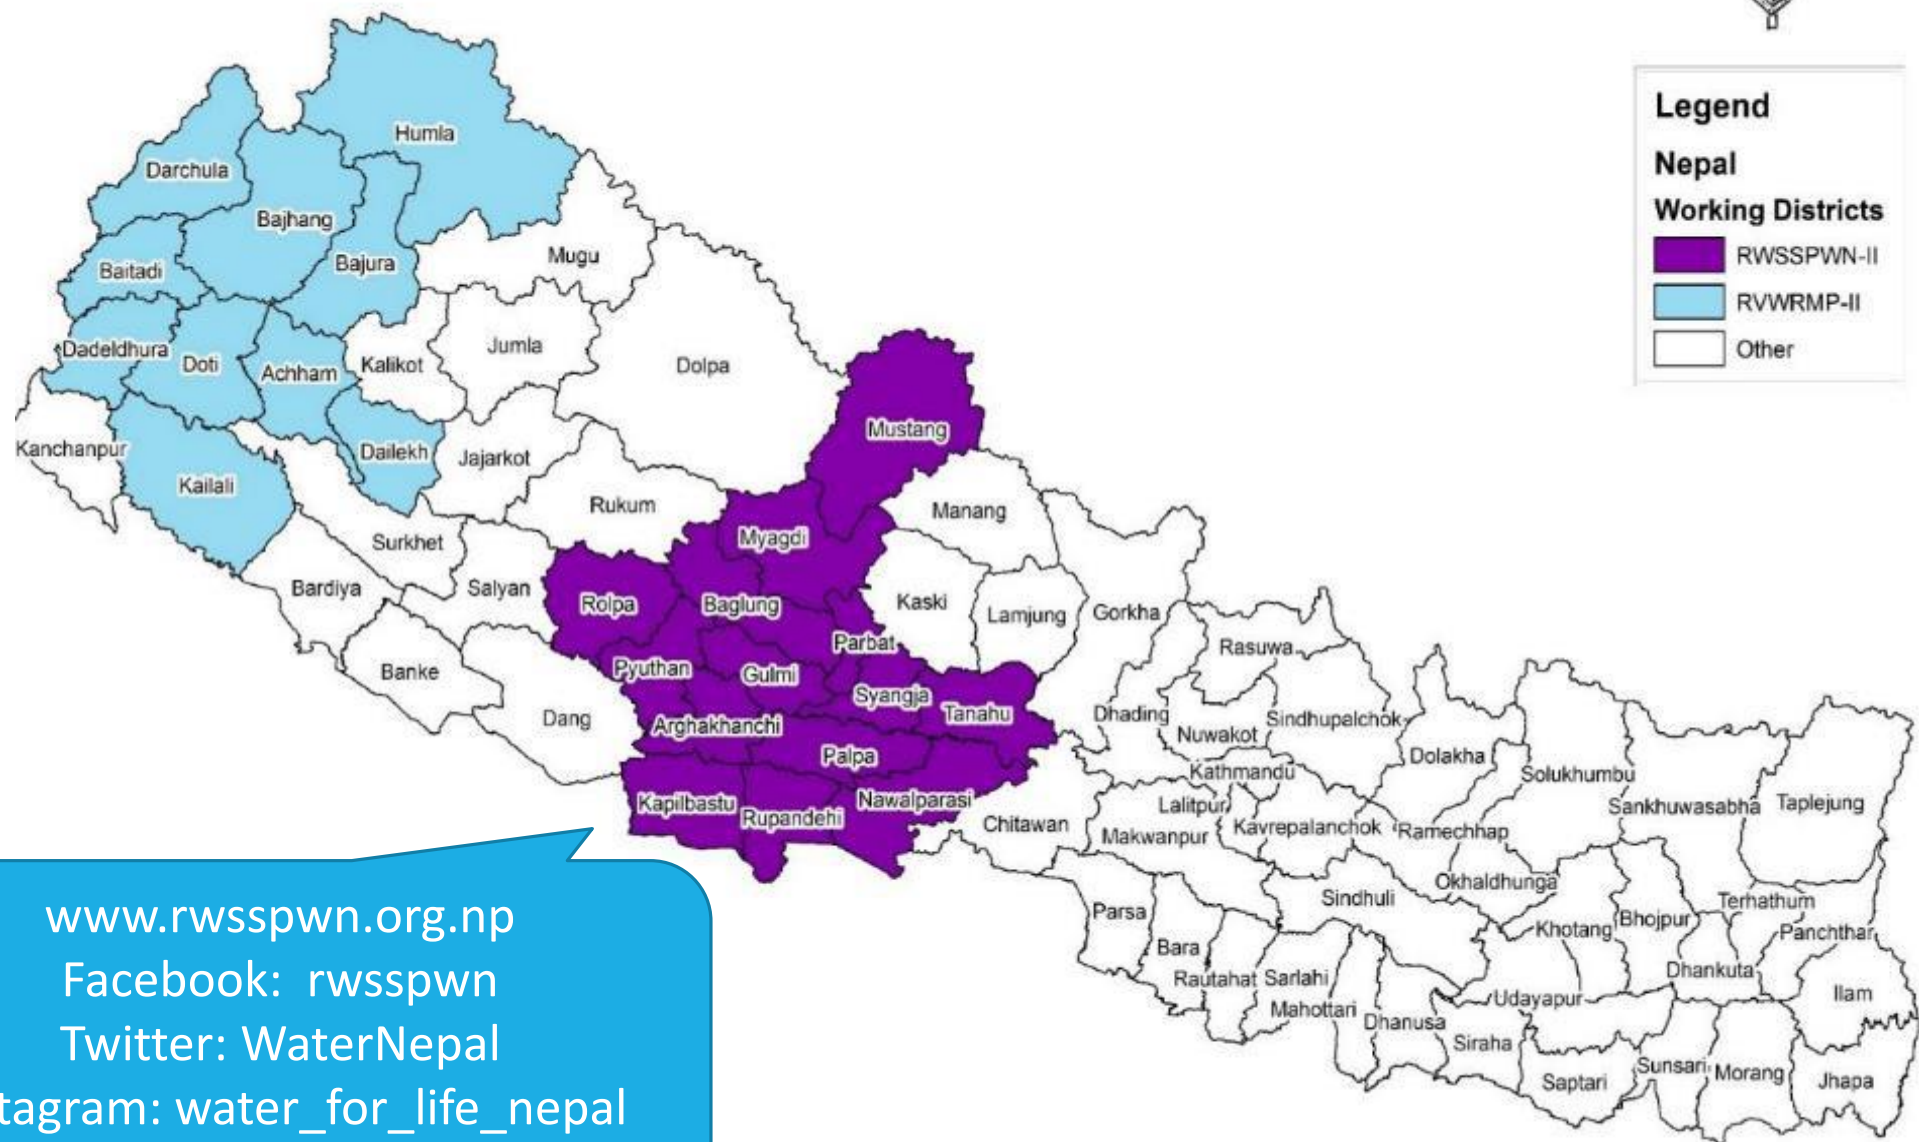 Legend
Nepal
Working Districts
RWSSPWN-II
RVWRMP-II
Other
Humla
Darchula
Bajhang
Mugu
Bajura
Baitadi
Jumla
Dadeldhura
Doti
Achham
Kalikot
Dolpa
Mustang
Kanchanpur
Dailekh
Jajarkot
Kailali
Rukum
Manang
Myagdi
Surkhet
Bardiya
Salyan
Rolpa
Baglung
Kaski
Lamjung
Gorkha
Parbat
Rasuwa
Banke
Pyuthan
Gulmi
Syangja
Tanahu
Dang
Arghakhanchi
Dhading
Nuwakot
Sindhupalchok
Palpa
Dolakha
Kathmandu
Solukhumbu
Kapilbastu
Rupandehi
Nawalparasi
Lalitpur
Sankhuwasabha
Taplejung
Chitawan
Makwanpur
Kavrepalanchok
Ramechhap
Okhaldhunga
Sindhuli
Terhathum
Parsa
Bhojpur
Khotang
Panchthar
Bara
Dhankuta
Rautahat
Sarlahi
Ilam
Udayapur
Mahottari
Dhanusa
Siraha
Sunsari
Morang
Saptari
Jhapa
www.rwsspwn.org.np
Facebook: rwsspwn
Twitter: WaterNepal
tagram: water_for_life_nepal